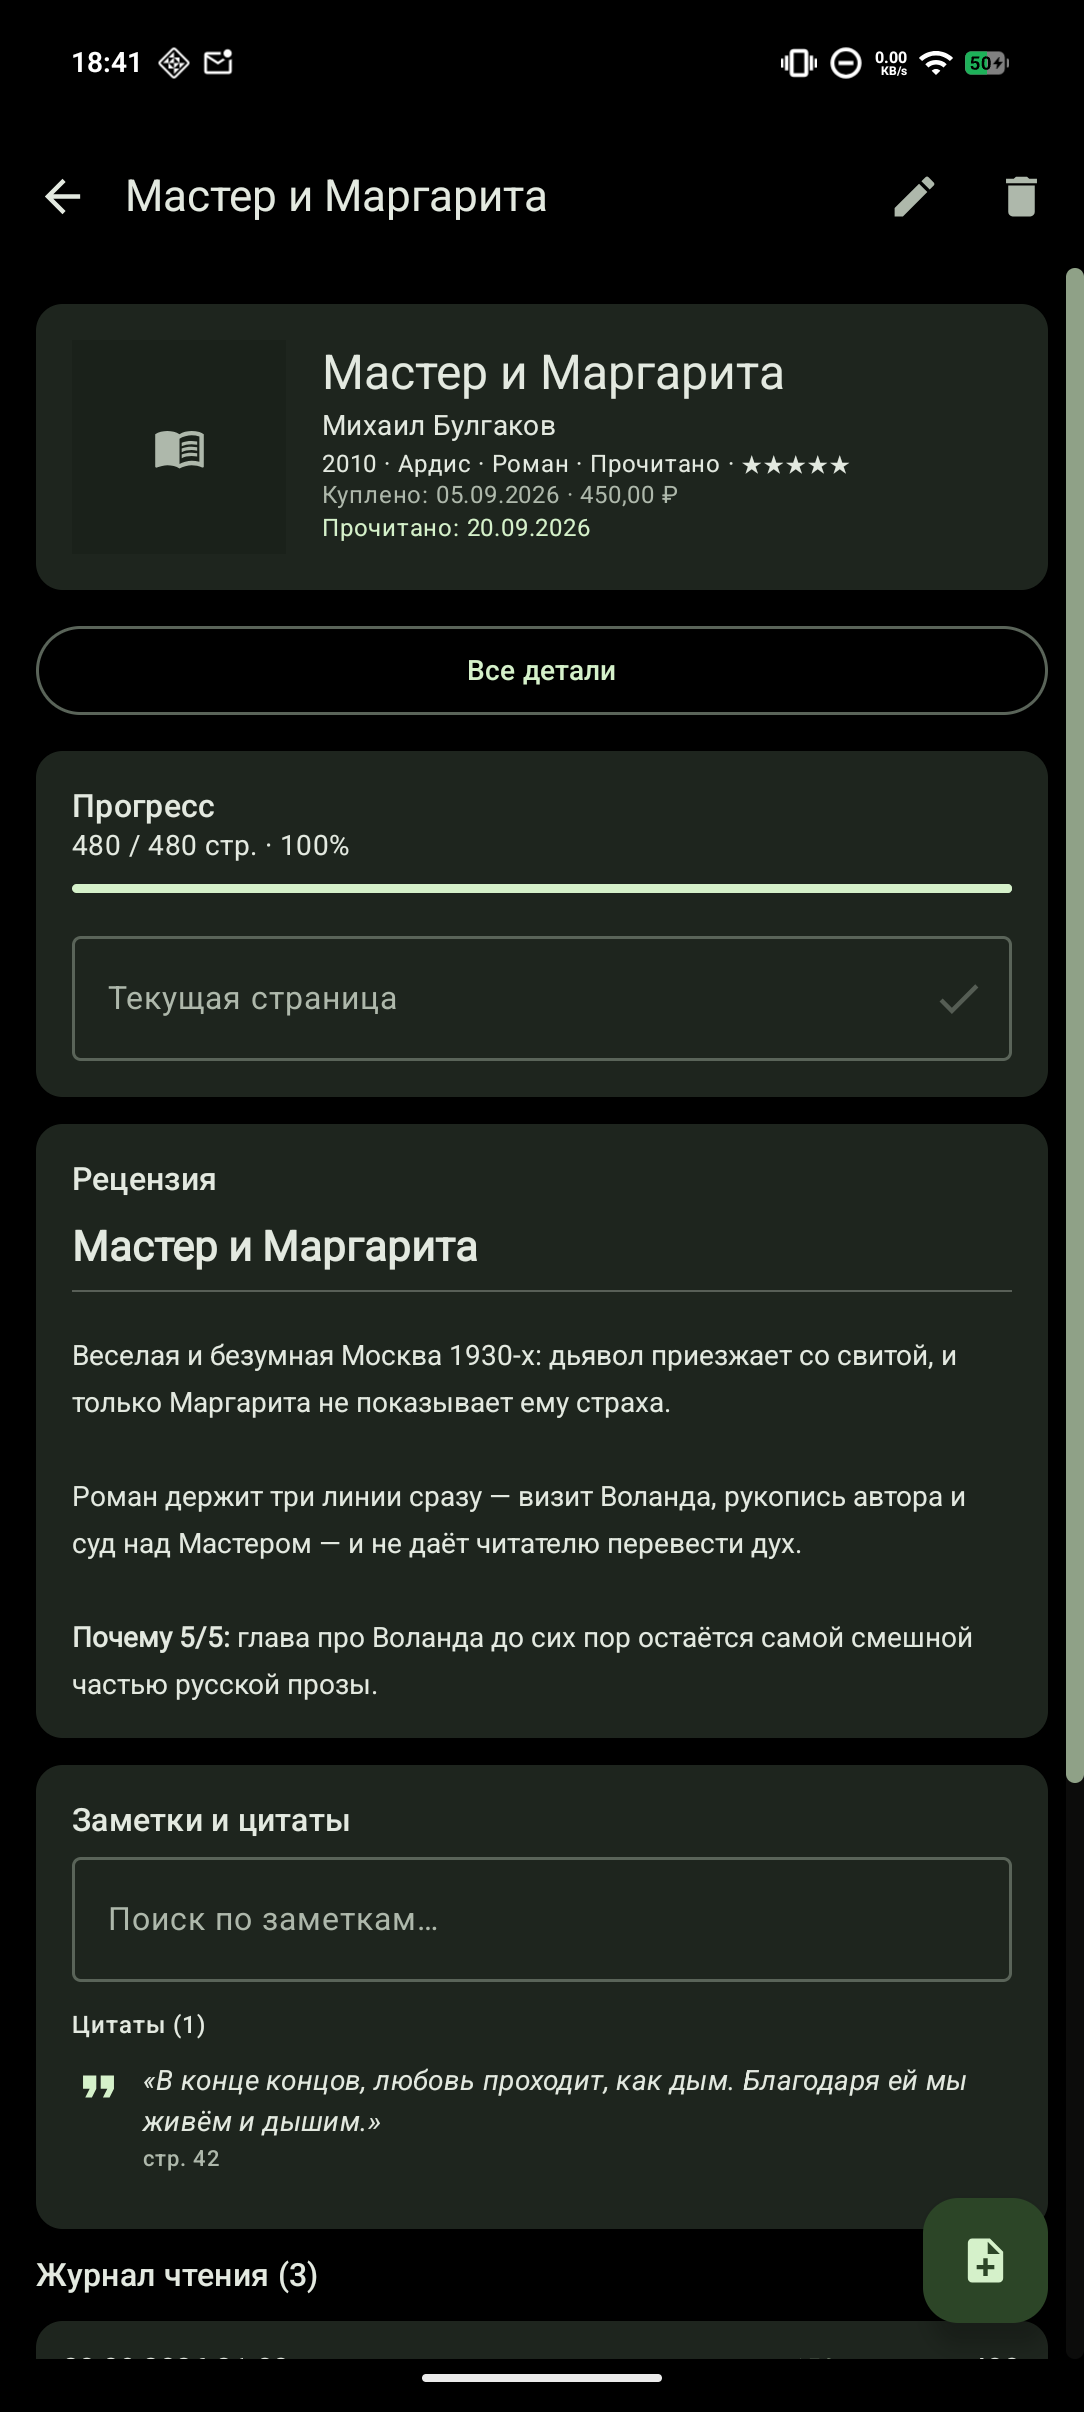 18:41
0.00
KB/s
50
Мастер и Маргарита
Мастер и Маргарита
Михаил Булгаков
2010 · Ардис · Роман · Прочитано · ★★★★★
Куплено: 05.09.2026 · 450,00 ₽
Прочитано: 20.09.2026
Все детали
Прогресс
480 / 480 стр. · 100%
Текущая страница
Рецензия
Мастер и Маргарита
Веселая и безумная Москва 1930-х: дьявол приезжает со свитой, и
только Маргарита не показывает ему страха.
Роман держит три линии сразу — визит Воланда, рукопись автора и
суд над Мастером — и не даёт читателю перевести дух.
Почему 5/5: глава про Воланда до сих пор остаётся самой смешной
частью русской прозы.
Заметки и цитаты
Поиск по заметкам…
Цитаты (1)
«В конце концов, любовь проходит, как дым. Благодаря ей мы
живём и дышим.»
стр. 42
Журнал чтения (3)